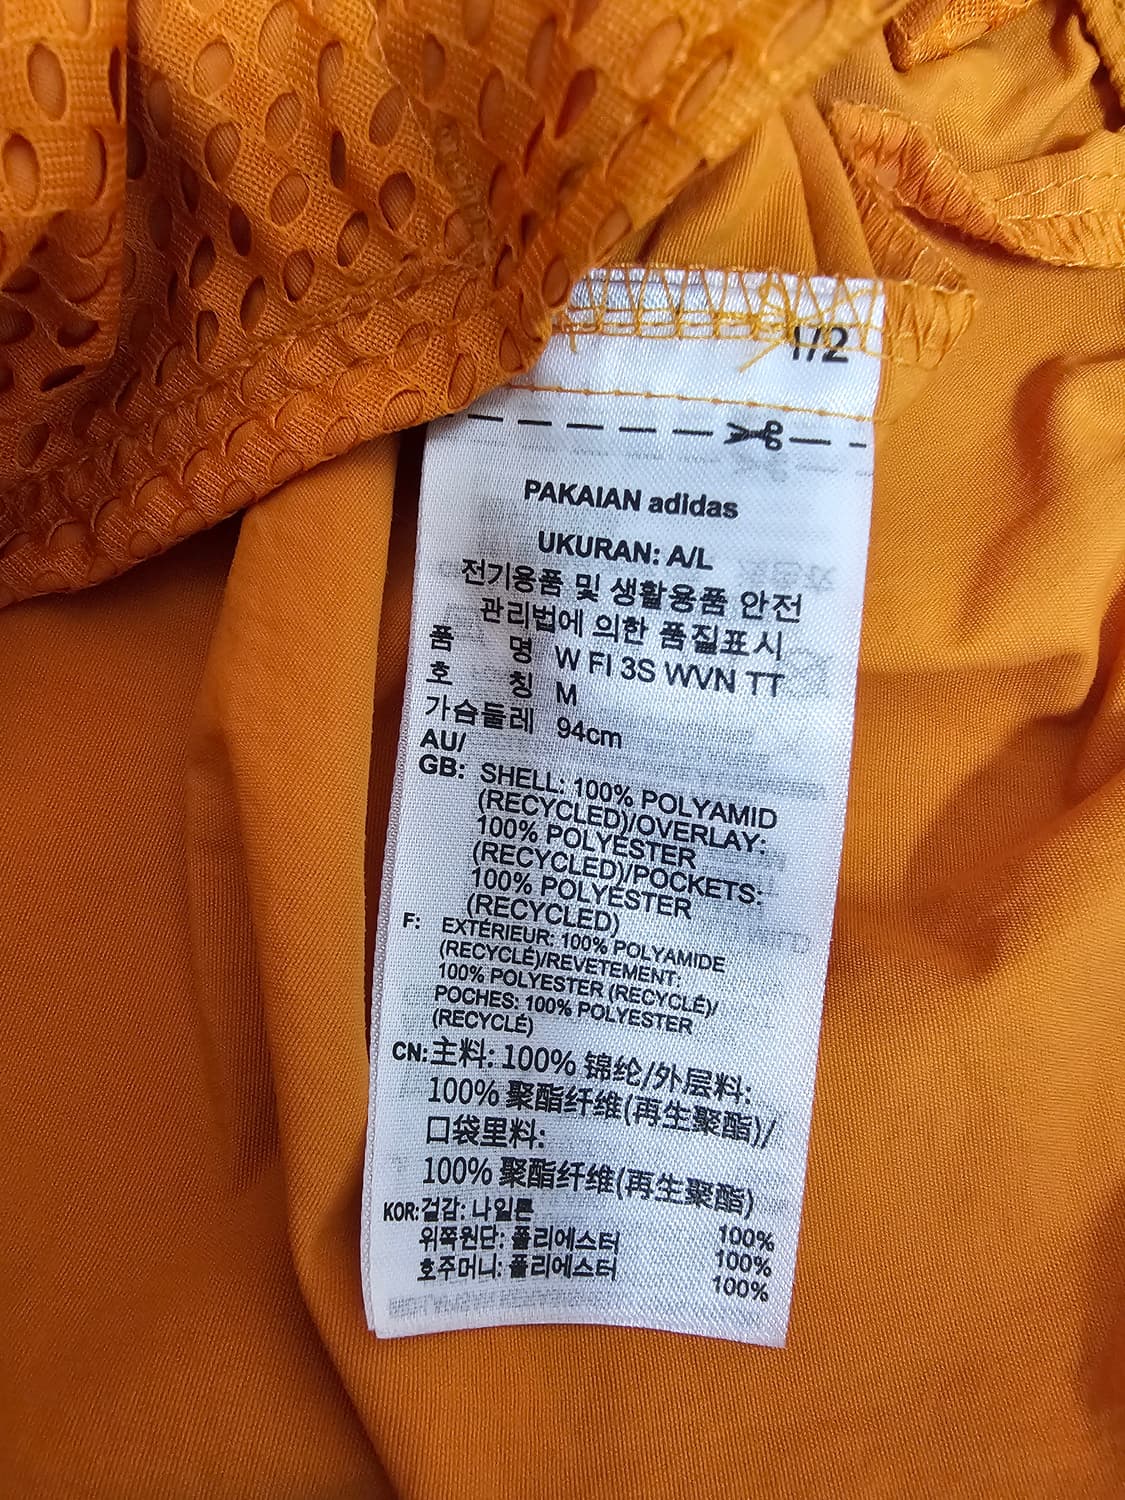 1/2
PAKAIAN adidas
UKURAN: A/L
전기용품 및 생활용품 안전
관리법에 의한 품질표시
품 명 W FI 3S WVN TT
호 칭 M
가슴둘레 94cm
AU/
GB: SHELL: 100% POLYAMID
(RECYCLED)/OVERLAY:
100% POLYESTER
(RECYCLED)/POCKETS:
100% POLYESTER
(RECYCLED)
F: EXTÉRIEUR: 100% POLYAMIDE
(RECYCLÉ)/REVETEMENT:
100% POLYESTER (RECYCLÉ)/
POCHES: 100% POLYESTER
(RECYCLÉ)
CN: 主料: 100% 锦纶/外层料:
100% 聚酯纤维(再生聚酯)/
口袋里料:
100% 聚酯纤维(再生聚酯)
KOR: 겉감: 나일론 100%
위쪽원단: 폴리에스터 100%
호주머니: 폴리에스터 100%